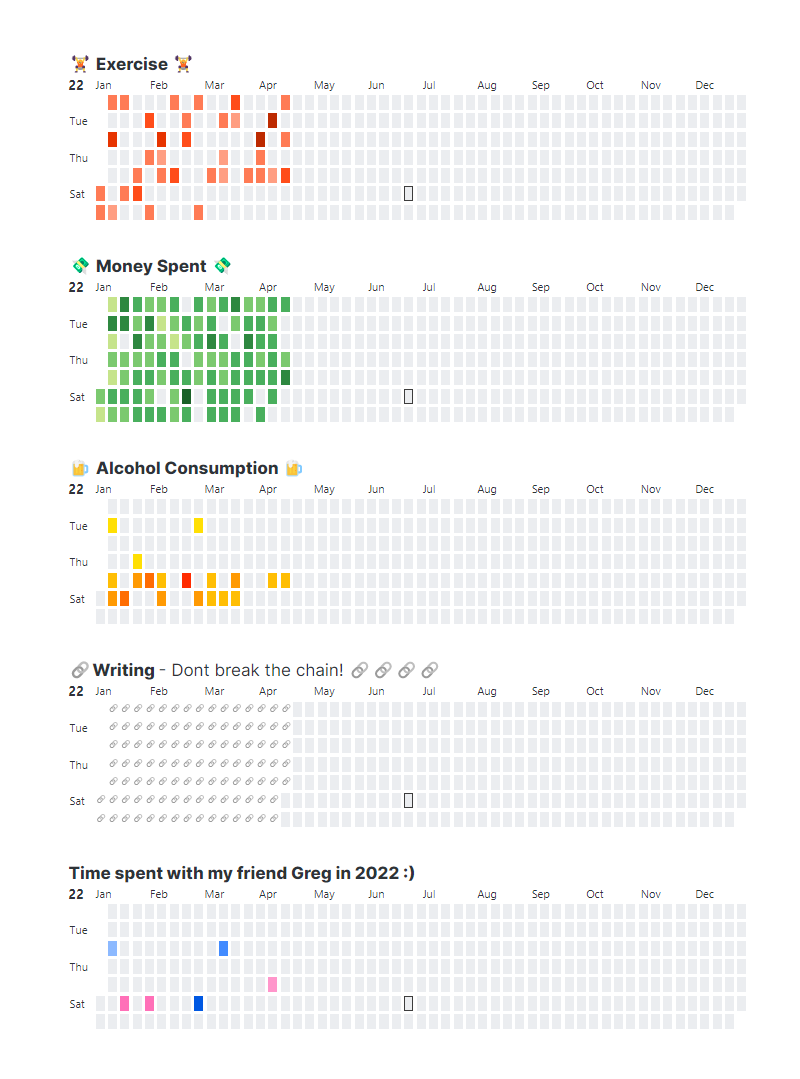 Exercise
22 Jan Feb Mar Apr May Jun Jul Aug Sep Oct Nov Dec
Tue
Thu
Sat
Money Spent
22 Jan Feb Mar Apr May Jun Jul Aug Sep Oct Nov Dec
Tue
Thu
Sat
Alcohol Consumption
22 Jan Feb Mar Apr May Jun Jul Aug Sep Oct Nov Dec
Tue
Thu
Sat
Writing - Dont break the chain!
22 Jan Feb Mar Apr May Jun Jul Aug Sep Oct Nov Dec
Tue
Thu
Sat
Time spent with my friend Greg in 2022 :)
22 Jan Feb Mar Apr May Jun Jul Aug Sep Oct Nov Dec
Tue
Thu
Sat